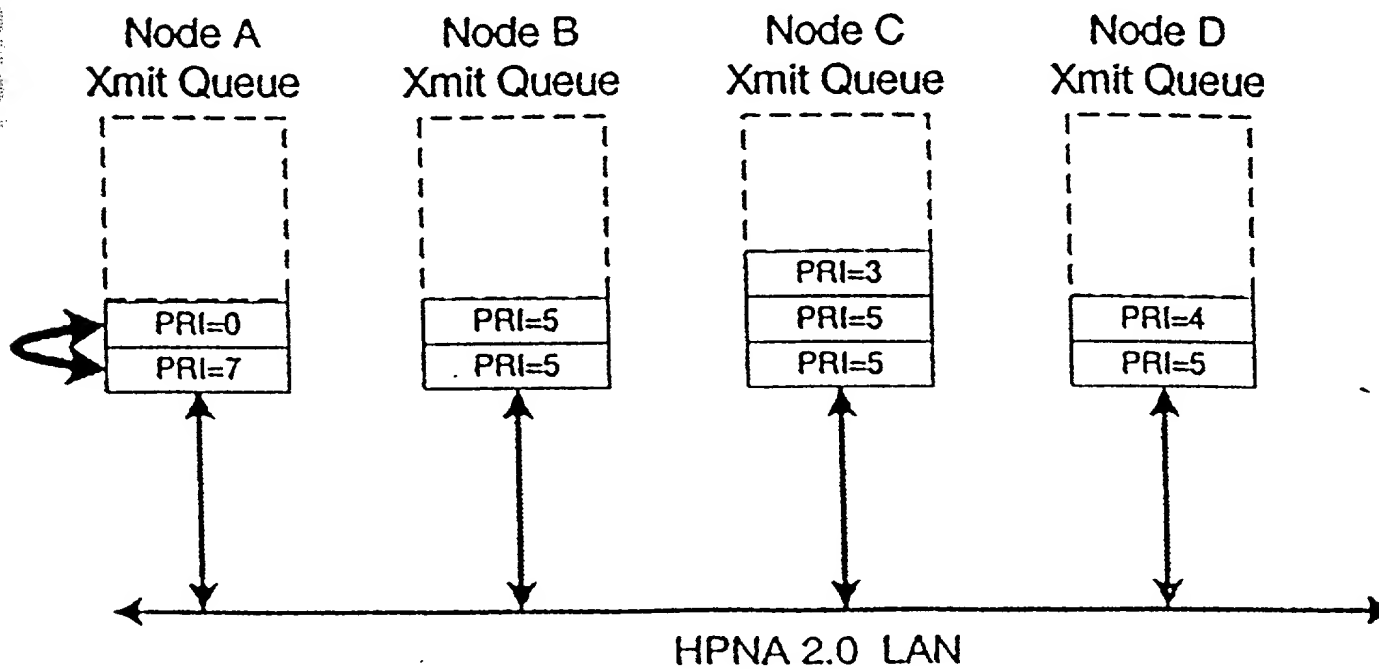 Node A
Xmit Queue
Node B
Xmit Queue
Node C
Xmit Queue
Node D
Xmit Queue
PRI=0
PRI=7
PRI=5
PRI=5
PRI=3
PRI=5
PRI=5
PRI=4
PRI=5
HPNA 2.0 LAN